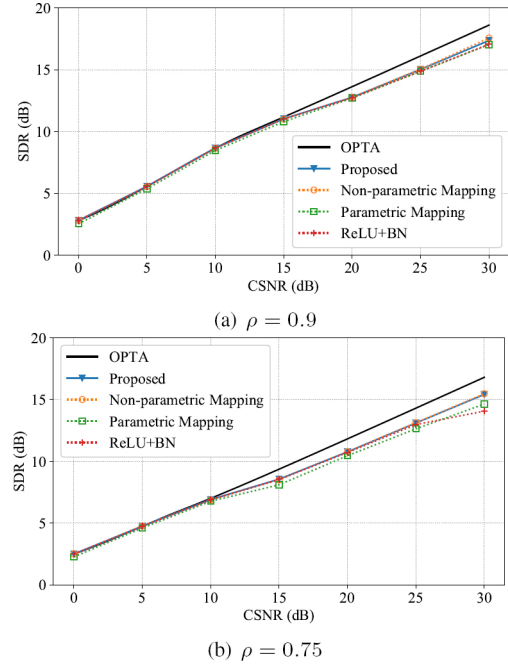 20
15
10
5
0
SDR (dB)
OPTA
Proposed
Non-parametric Mapping
Parametric Mapping
ReLU+BN
0 5 10 15 20 25 30
CSNR (dB)
(a) ρ = 0.9
20
15
10
5
0
SDR (dB)
OPTA
Proposed
Non-parametric Mapping
Parametric Mapping
ReLU+BN
0 5 10 15 20 25 30
CSNR (dB)
(b) ρ = 0.75